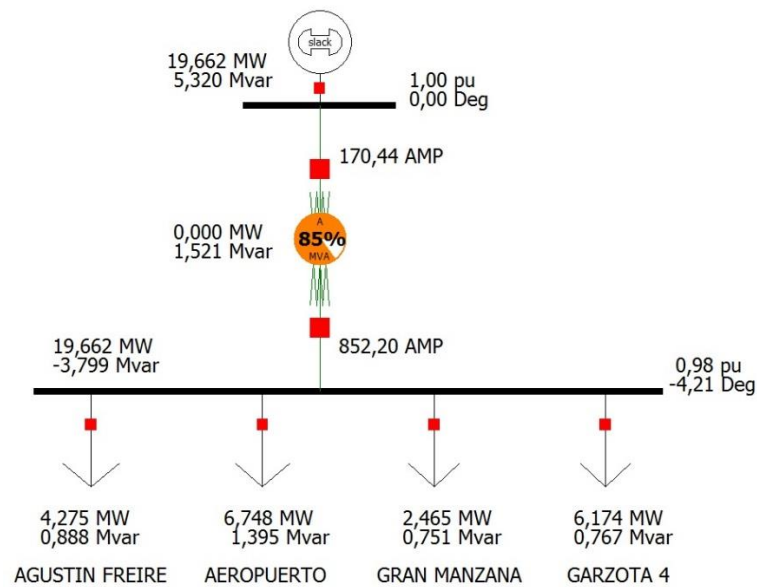 slack
19,662 MW
5,320 Mvar
1,00 pu
0,00 Deg
170,44 AMP
0,000 MW
1,521 Mvar
A
85%
MVA
19,662 MW
-3,799 Mvar
852,20 AMP
0,98 pu
-4,21 Deg
4,275 MW
0,888 Mvar
6,748 MW
1,395 Mvar
2,465 MW
0,751 Mvar
6,174 MW
0,767 Mvar
AGUSTIN FREIRE
AEROPUERTO
GRAN MANZANA
GARZOTA 4